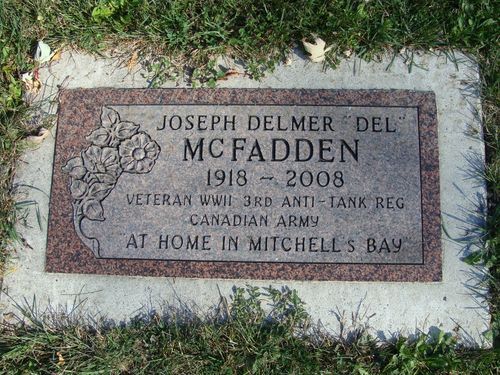 JOSEPH DELMER "DEL"
McFADDEN
1918 ~ 2008
VETERAN WWII 3RD ANTI-TANK REG
CANADIAN ARMY
AT HOME IN MITCHELL's BAY